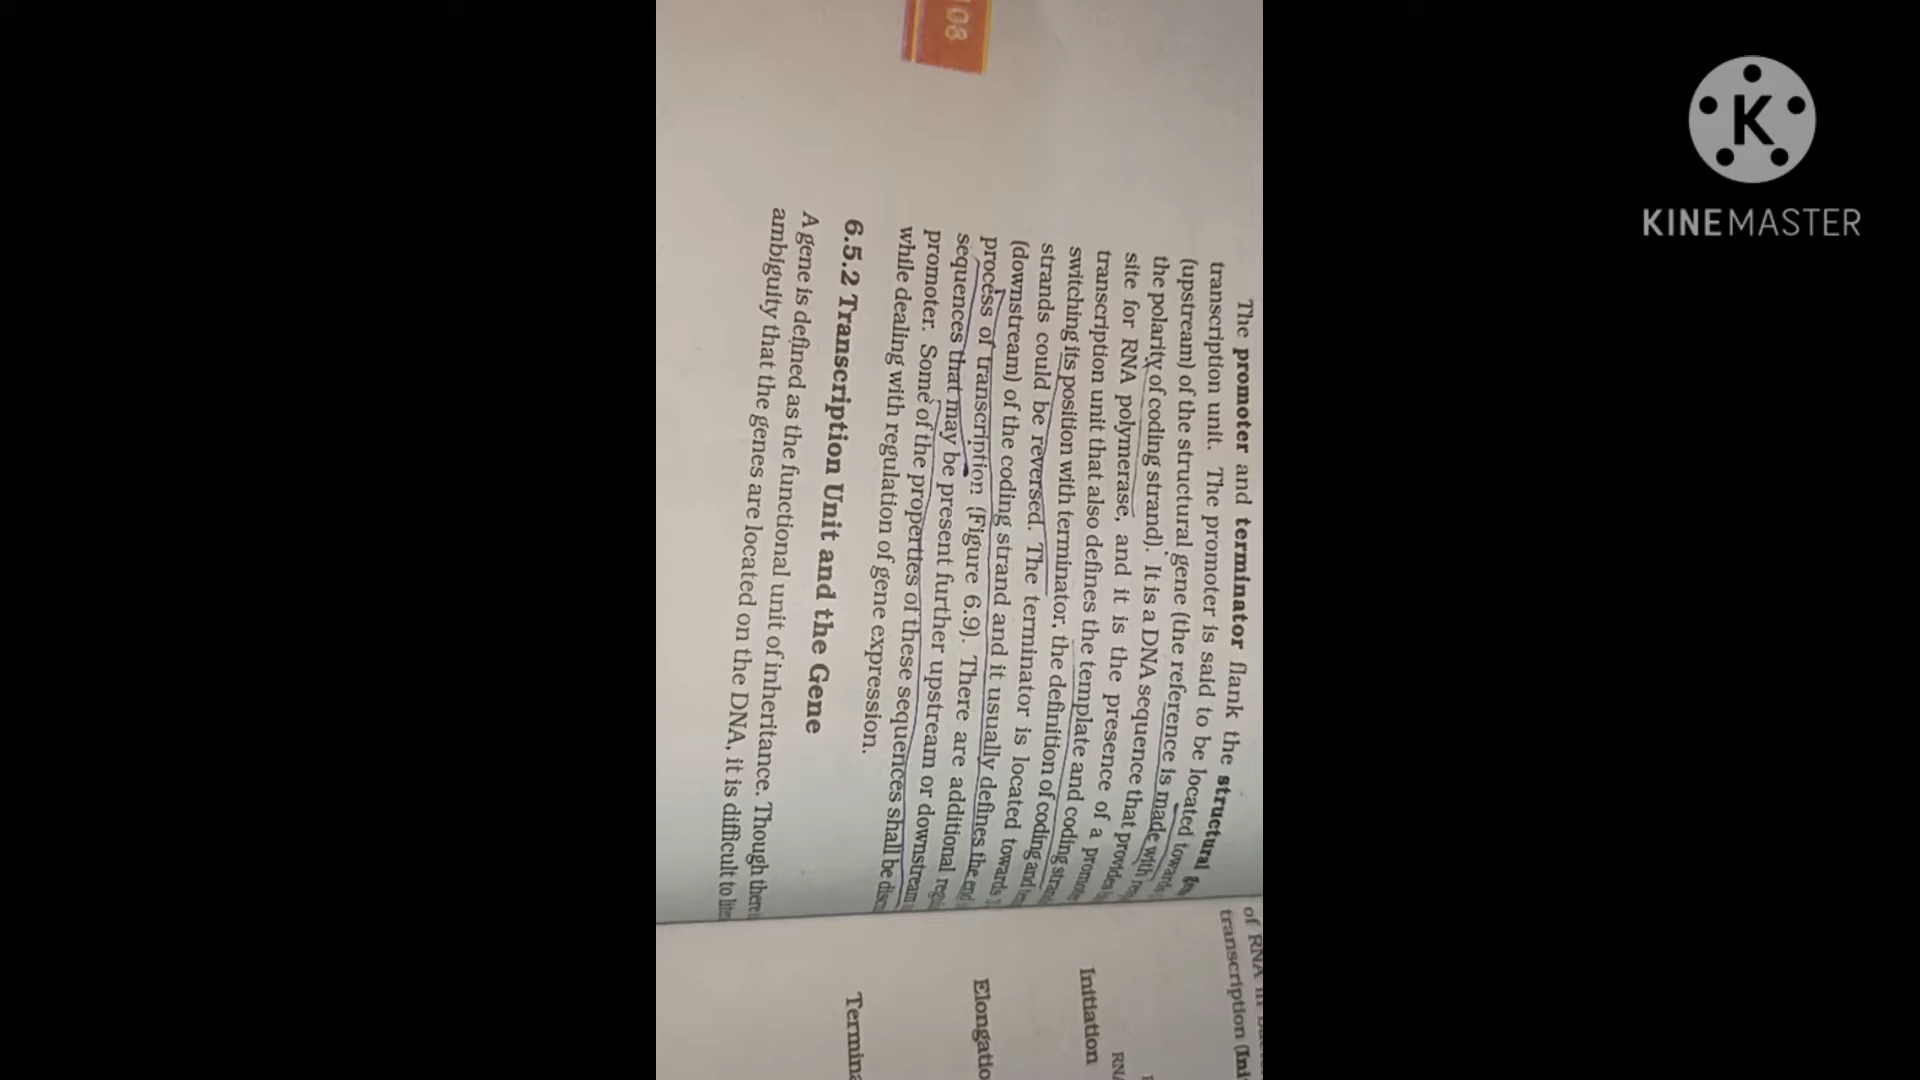 The promoter and terminator flank the structural
transcription unit. The promoter is said to be located towards
(upstream) of the structural gene (the reference is made with
the polarity of coding strand). It is a DNA sequence that provides
site for RNA polymerase, and it is the presence of a
transcription unit that also defines the template and coding
switching its position with terminator, the definition of coding and
strands could be reversed. The terminator is located towards
(downstream) of the coding strand and it usually defines the end
process of transcription (Figure 6.9). There are additional
sequences that may be present further upstream or downstream
promoter. Some of the properties of these sequences shall be
while dealing with regulation of gene expression.
6.5.2 Transcription Unit and the Gene
A gene is defined as the functional unit of inheritance. Though there
ambiguity that the genes are located on the DNA, it is difficult to
108
of RNA in
transcription
Initiation
RNA
KINEMASTER